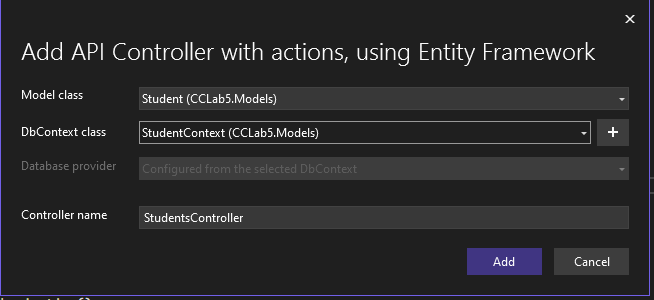 Add API Controller with actions, using Entity Framework
Model class Student (CCLab5.Models)
DbContext class StudentContext (CCLab5.Models)
Database provider Configured from the selected DbContext
Controller name StudentsController
Add Cancel